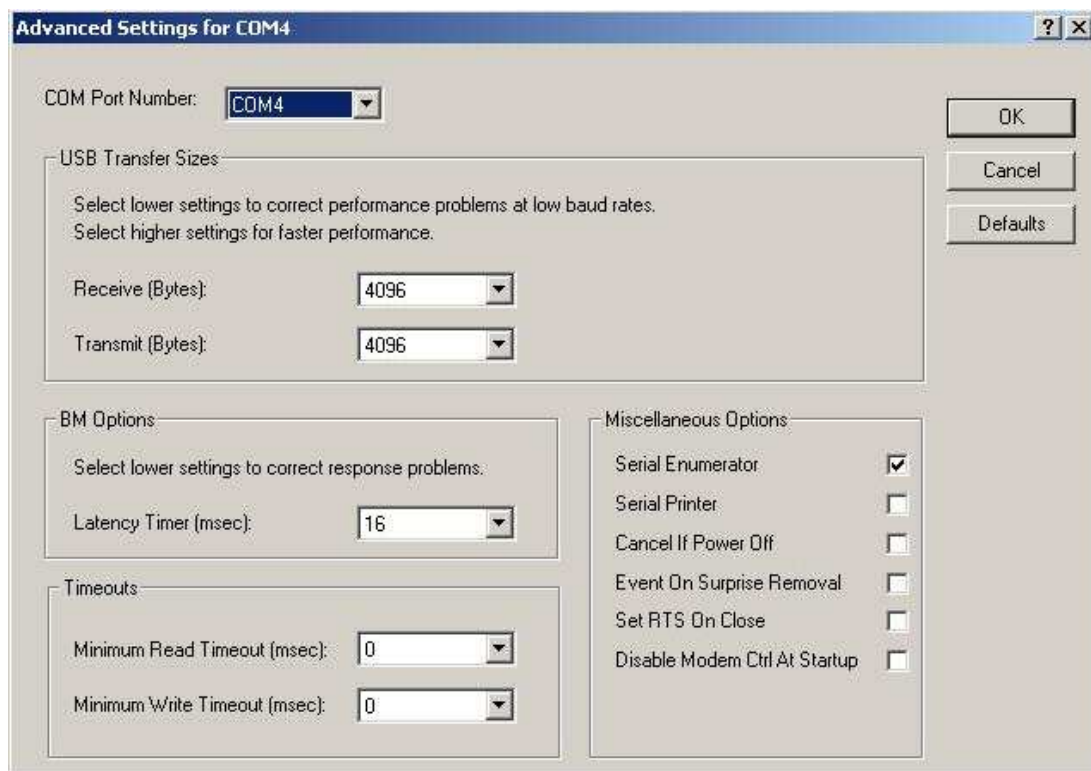 Advanced Settings for COM4
COM Port Number: COM4
OK
Cancel
Defaults
USB Transfer Sizes
Select lower settings to correct performance problems at low baud rates.
Select higher settings for faster performance.
Receive (Bytes): 4096
Transmit (Bytes): 4096
BM Options
Select lower settings to correct response problems.
Latency Timer (msec): 16
Timeouts
Minimum Read Timeout (msec): 0
Minimum Write Timeout (msec): 0
Miscellaneous Options
Serial Enumerator
Serial Printer
Cancel If Power Off
Event On Surprise Removal
Set RTS On Close
Disable Modem Ctrl At Startup